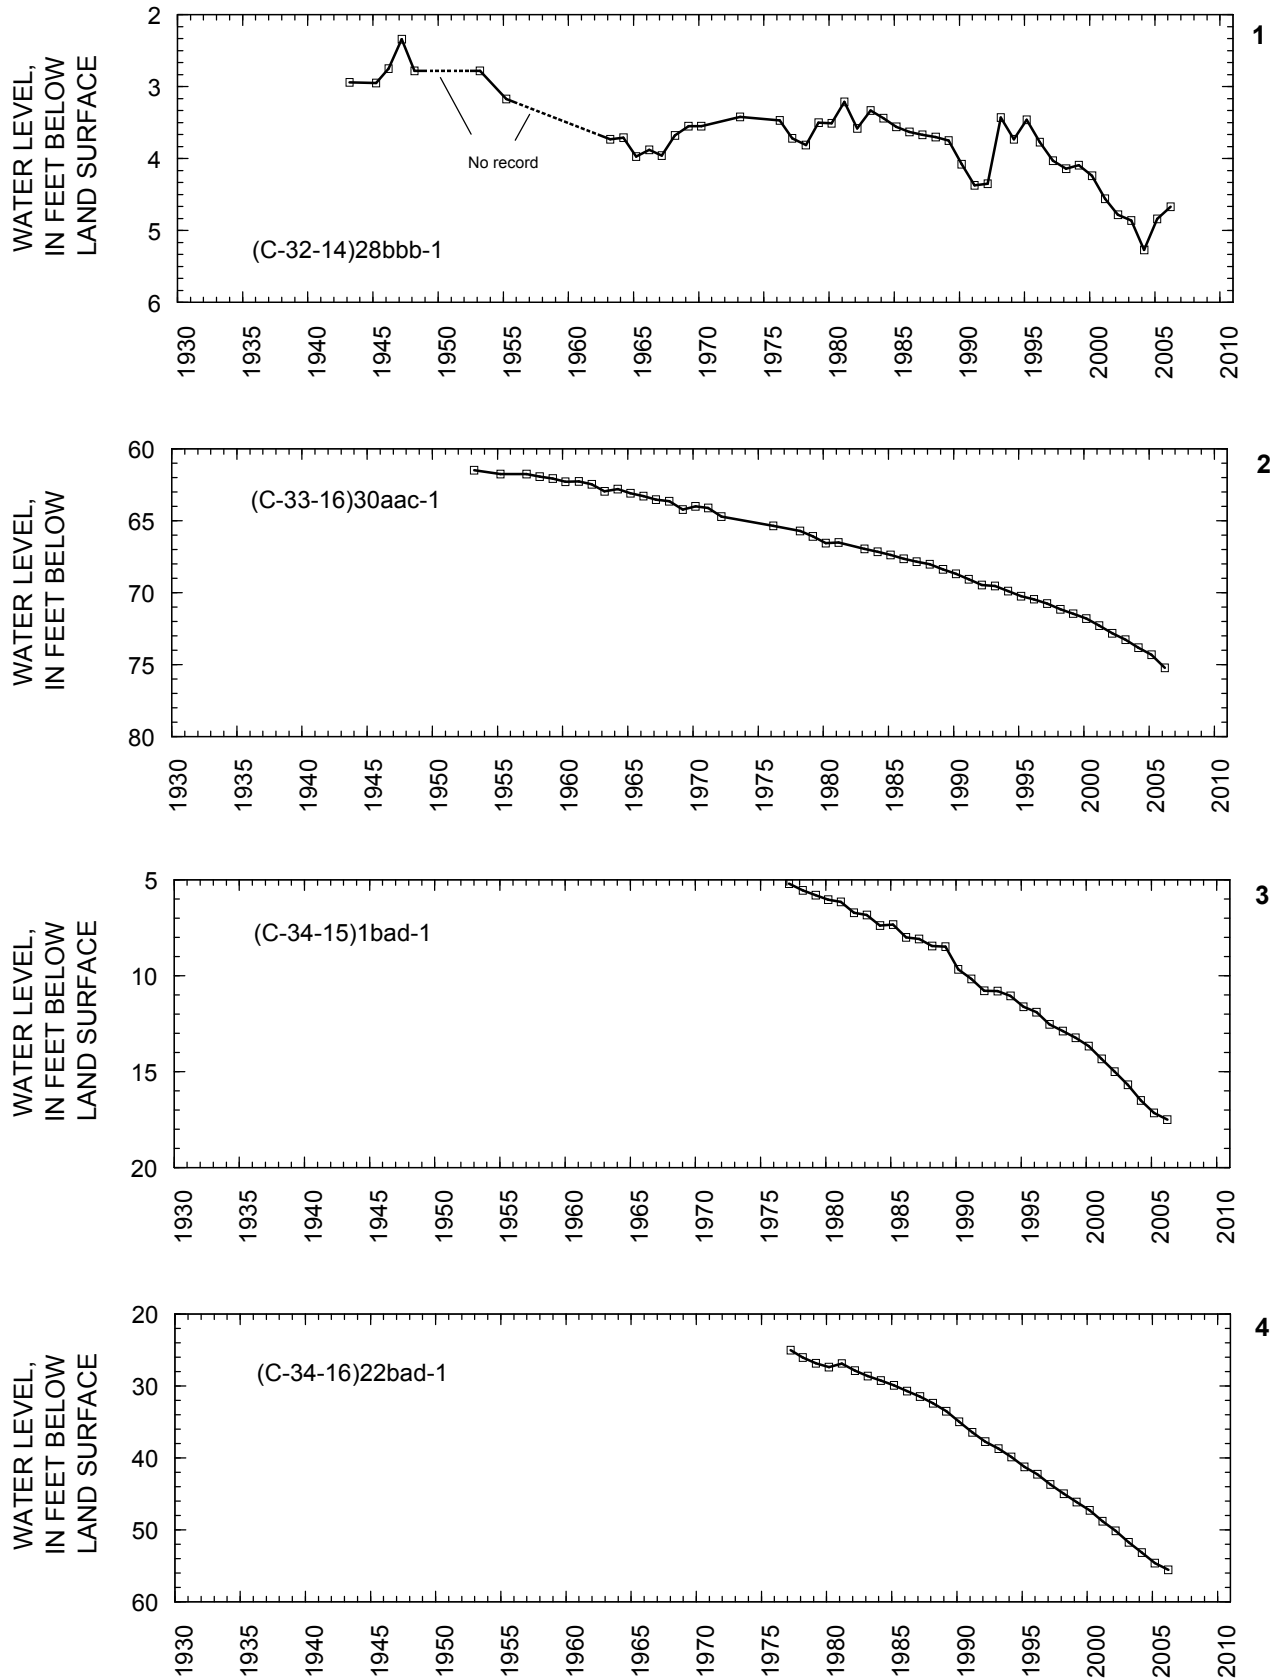 1
WATER LEVEL,
IN FEET BELOW
LAND SURFACE
2
3
4
5
6
No record
(C-32-14)28bbb-1
1930 1935 1940 1945 1950 1955 1960 1965 1970 1975 1980 1985 1990 1995 2000 2005 2010
2
WATER LEVEL,
IN FEET BELOW
60
65
70
75
80
(C-33-16)30aac-1
1930 1935 1940 1945 1950 1955 1960 1965 1970 1975 1980 1985 1990 1995 2000 2005 2010
3
WATER LEVEL,
IN FEET BELOW
LAND SURFACE
5
10
15
20
(C-34-15)1bad-1
1930 1935 1940 1945 1950 1955 1960 1965 1970 1975 1980 1985 1990 1995 2000 2005 2010
4
WATER LEVEL,
IN FEET BELOW
LAND SURFACE
20
30
40
50
60
(C-34-16)22bad-1
1930 1935 1940 1945 1950 1955 1960 1965 1970 1975 1980 1985 1990 1995 2000 2005 2010